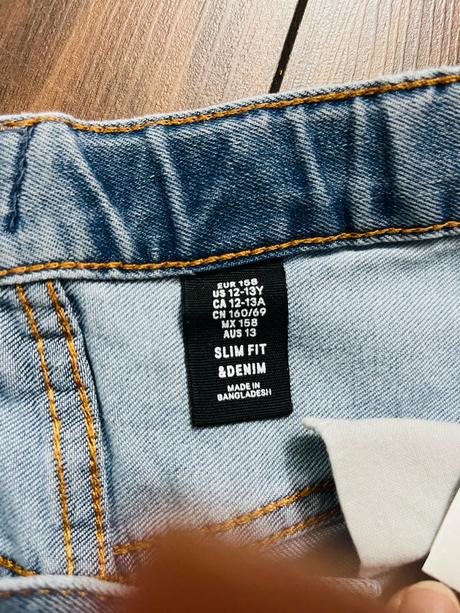 EUR 158
US 12-13Y
CA 12-13A
CN 160/69
MX 158
AUS 13
SLIM FIT
&DENIM
MADE IN
BANGLADESH